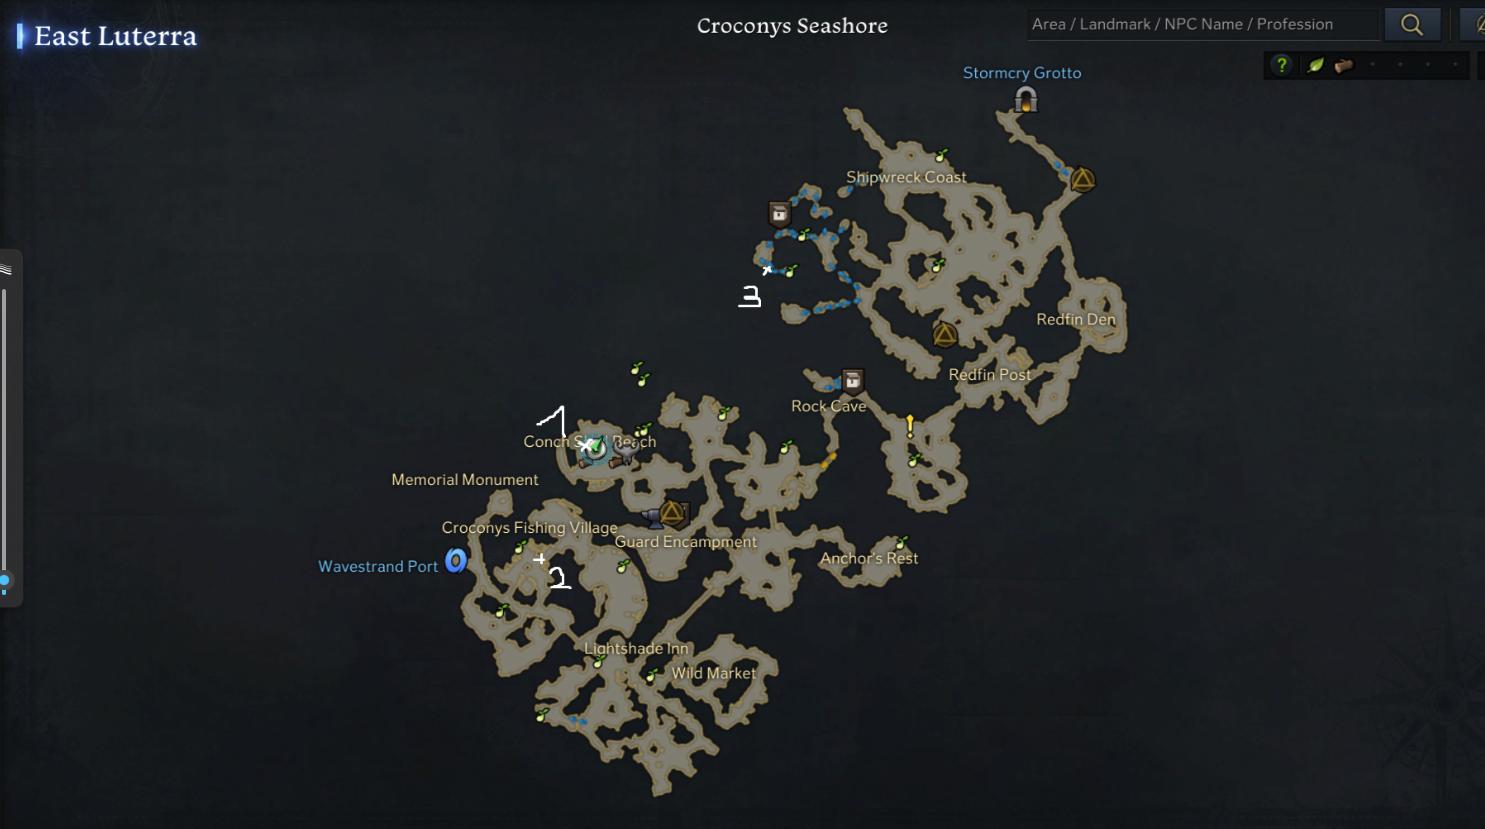 East Luterra
Croconys Seashore
Area / Landmark / NPC Name / Profession
Stormcry Grotto
Shipwreck Coast
3
Redfin Den
Redfin Post
Rock Cave
1
Beach
Memorial Monument
Croconys Fishing Village
Guard Encampment
Anchor's Rest
Wavestrand Port
2
Lightshade Inn
Wild Market